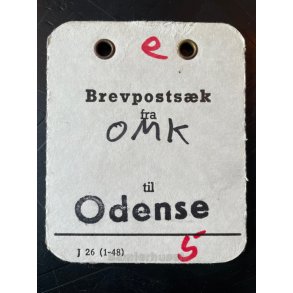 e
Brevpostsæk
fra
OMK
til
Odense
5
J 26 (1-48)